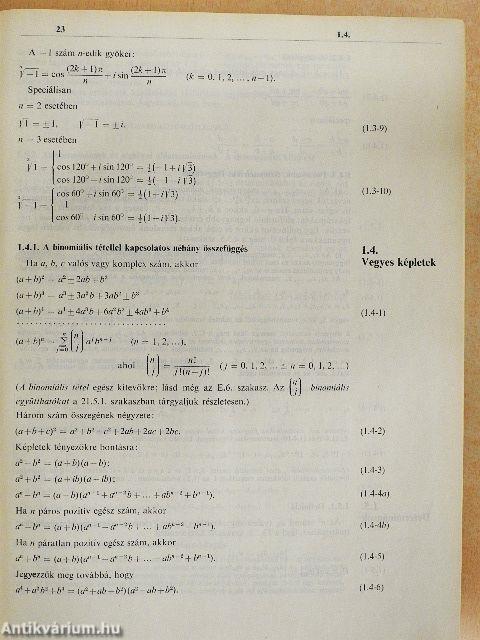 23
1.4.
A −1 szám n-edik gyökei:
ⁿ√−1 = cos (2k+1)π/n + i sin (2k+1)π/n (k = 0, 1, 2, ..., n−1).
Speciálisan
n = 2 esetében
√1 = ±1, √−1 = ±i. (1.3-9)
n = 3 esetében
1
³√1 = cos 120° + i sin 120° = ½(−1+i√3)
cos 120° − i sin 120° = ½(−1−i√3)
cos 60° + i sin 60° = ½(1+i√3) (1.3-10)
³√−1 = −1
cos 60° − i sin 60° = ½(1−i√3).
1.4.
Vegyes képletek
1.4.1. A binomiális tétellel kapcsolatos néhány összefüggés
Ha a, b, c valós vagy komplex szám, akkor
(a±b)² = a² ± 2ab + b²
(a±b)³ = a³ ± 3a²b + 3ab² ± b³
(a±b)⁴ = a⁴ ± 4a³b + 6a²b² ± 4ab³ + b⁴ (1.4-1)
(a+b)ⁿ = Σ_{j=0}^{n} (n j) aʲbⁿ⁻ʲ (n = 1, 2, ...),
ahol (n j) = n!/(j!(n−j)!) (j = 0, 1, 2, ... ≤ n = 0, 1, 2, ...)
(A binomiális tétel egész kitevőkre; lásd még az E.6. szakasz. Az (n j) binomiális
együtthatókat a 21.5.1. szakaszban tárgyaljuk részletesen.)
Három szám összegének négyzete:
(a+b+c)² = a²+b²+c²+2ab+2ac+2bc. (1.4-2)
Képletek tényezőkre bontásra:
a²−b² = (a+b)(a−b); (1.4-3)
a²+b² = (a+ib)(a−ib);
aⁿ−bⁿ = (a−b)(aⁿ⁻¹+aⁿ⁻²b+...+abⁿ⁻²+bⁿ⁻¹). (1.4-4a)
Ha n páros pozitív egész szám, akkor
aⁿ−bⁿ = (a+b)(aⁿ⁻¹−aⁿ⁻²b+...+abⁿ⁻²−bⁿ⁻¹). (1.4-4b)
Ha n páratlan pozitív egész szám, akkor
aⁿ+bⁿ = (a+b)(aⁿ⁻¹−aⁿ⁻²b+...−abⁿ⁻²+bⁿ⁻¹). (1.4-5)
Jegyezzük meg továbbá, hogy
a⁴+a²b²+b⁴ = (a²+ab+b²)(a²−ab+b²). (1.4-6)
Antikvárium.hu